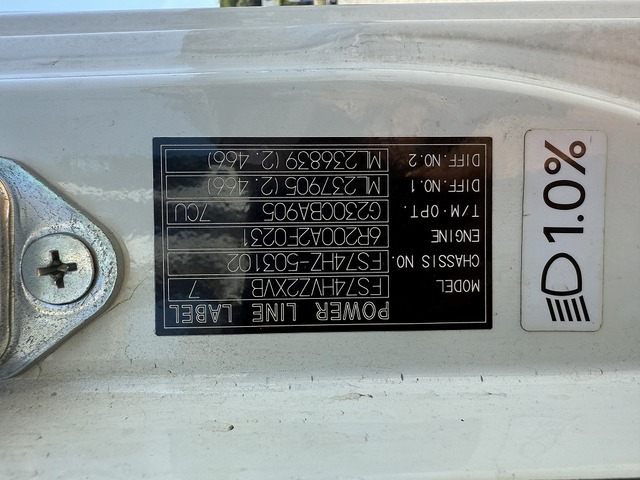 POWER LINE LABEL
MODEL FS74HVZ2XVB 7
CHASSIS NO. FS74HZ-503102
ENGINE 6R200A2F0231
T/M·OPT. G230CBA905 7CU
DIFF.NO.1 ML237905(2.466)
DIFF.NO.2 ML236839(2.466)
1.0%